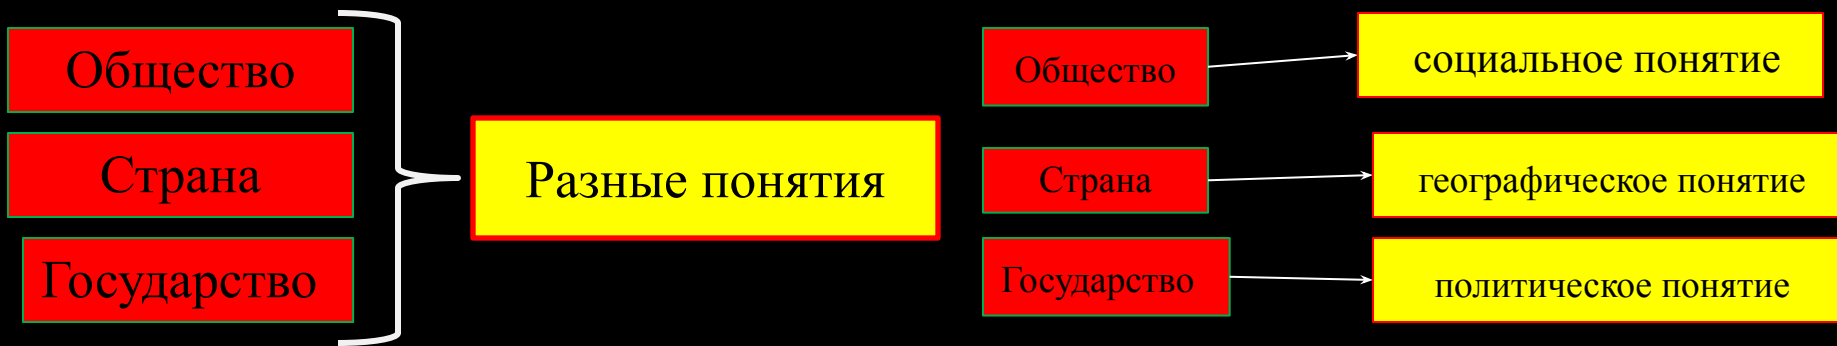 Общество
Страна
Государство
Разные понятия
Общество
социальное понятие
Страна
географическое понятие
Государство
политическое понятие